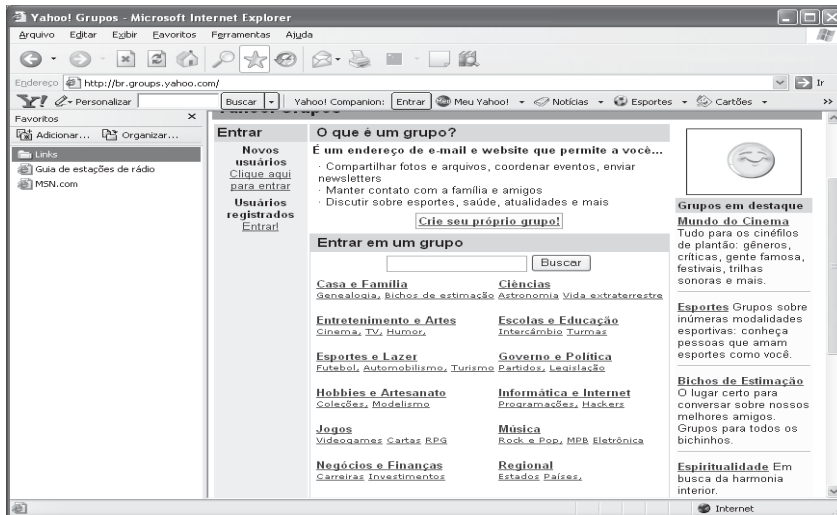 Yahoo! Grupos - Microsoft Internet Explorer
Arquivo Editar Exibir Favoritos Ferramentas Ajuda
Endereço http://br.groups.yahoo.com/ Ir
Y! Personalizar Buscar Yahoo! Companion: Entrar Meu Yahoo! Notícias Esportes Cartões »
Favoritos
Adicionar... Organizar...
Links
Guia de estações de rádio
MSN.com
Entrar
Novos
usuários
Clique aqui
para entrar
Usuários
registrados
Entrar!
O que é um grupo?
É um endereço de e-mail e website que permite a você...
· Compartilhar fotos e arquivos, coordenar eventos, enviar
newsletters
· Manter contato com a família e amigos
· Discutir sobre esportes, saúde, atualidades e mais
Crie seu próprio grupo!
Entrar em um grupo
Buscar
Casa e Família
Genealogia, Bichos de estimação
Ciências
Astronomia Vida extraterrestre
Entretenimento e Artes
Cinema, TV, Humor,
Escolas e Educação
Intercâmbio Turmas
Esportes e Lazer
Futebol, Automobilismo, Turismo
Governo e Política
Partidos, Legislação
Hobbies e Artesanato
Coleções, Modelismo
Informática e Internet
Programações, Hackers
Jogos
Videogames Cartas RPG
Música
Rock e Pop, MPB Eletrônica
Negócios e Finanças
Carreiras Investimentos
Regional
Estados Países,
Grupos em destaque
Mundo do Cinema
Tudo para os cinéfilos
de plantão: gêneros,
críticas, gente famosa,
festivais, trilhas
sonoras e mais.
Esportes Grupos sobre
inúmeras modalidades
esportivas: conheça
pessoas que amam
esportes como você.
Bichos de Estimação
O lugar certo para
conversar sobre nossos
melhores amigos.
Grupos para todos os
bichinhos.
Espiritualidade Em
busca da harmonia
interior.
Internet